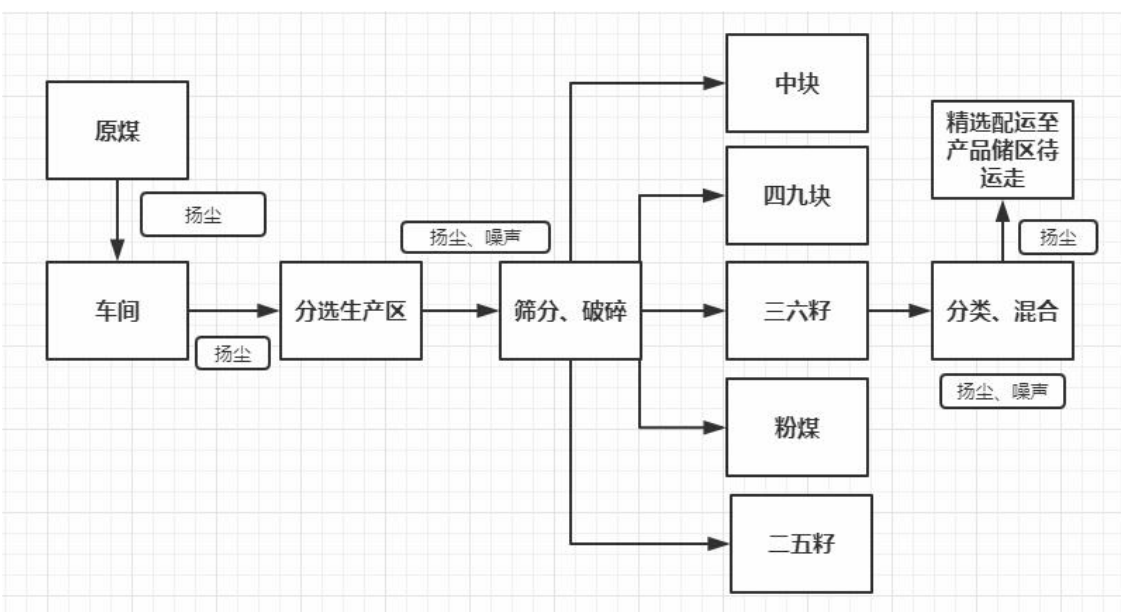 原煤
扬尘
车间
扬尘
分选生产区
扬尘、噪声
筛分、破碎
中块
四九块
三六籽
粉煤
二五籽
分类、混合
扬尘、噪声
扬尘
精选配运至
产品储区待
运走